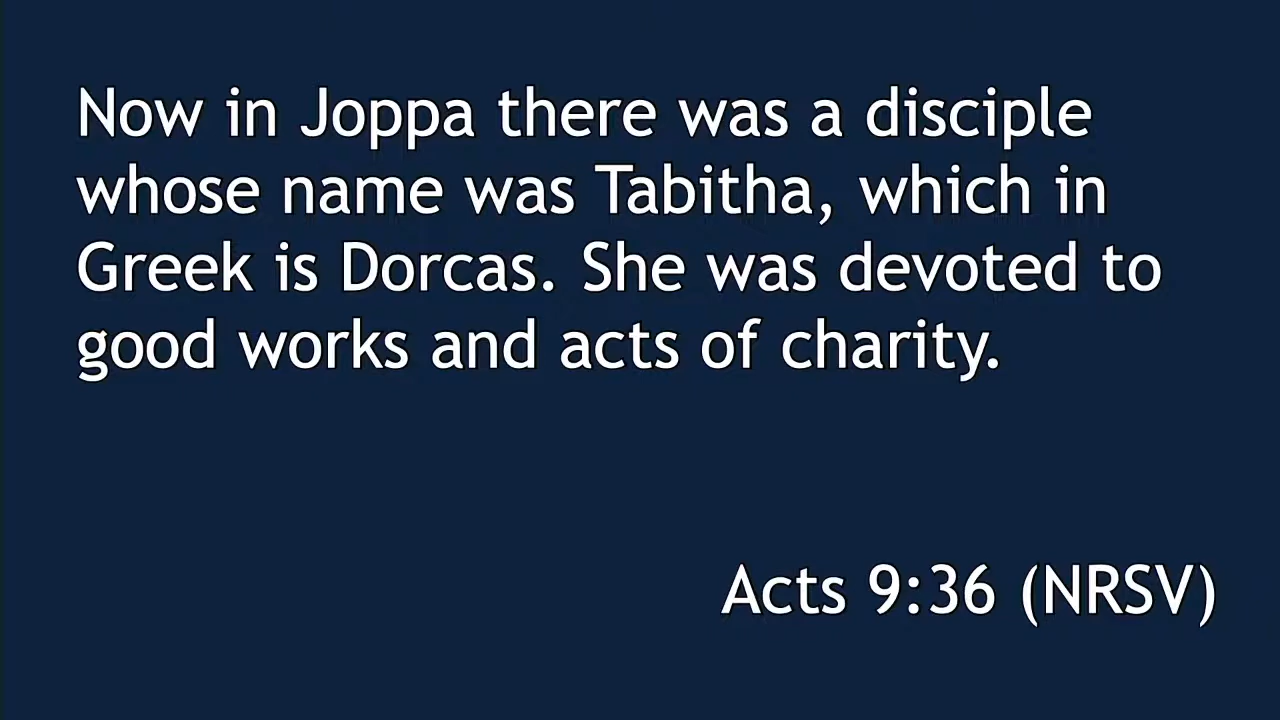 Now in Joppa there was a disciple
whose name was Tabitha, which in
Greek is Dorcas. She was devoted to
good works and acts of charity.
Acts 9:36 (NRSV)